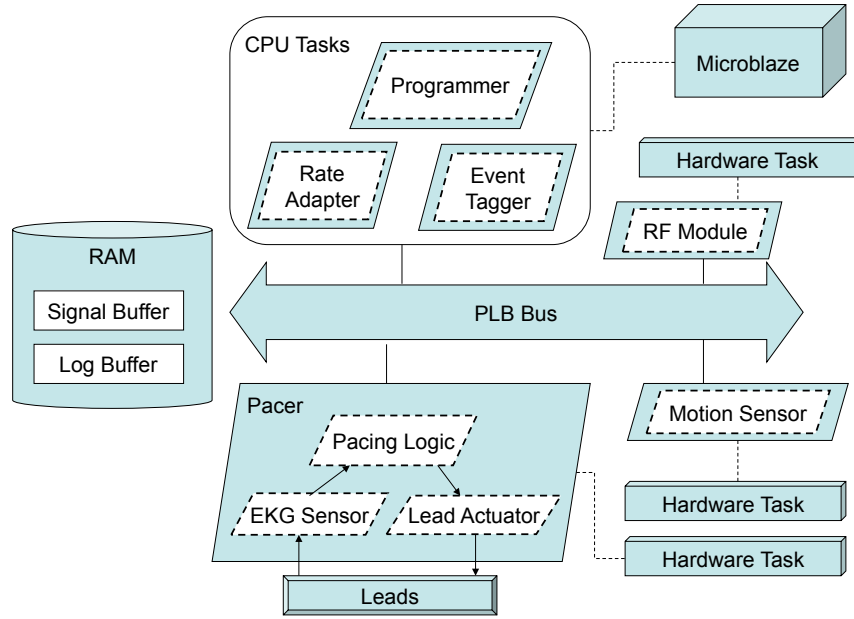 CPU Tasks
Programmer
Microblaze
Rate
Adapter
Event
Tagger
Hardware Task
RF Module
RAM
Signal Buffer
Log Buffer
PLB Bus
Pacer
Pacing Logic
EKG Sensor
Lead Actuator
Motion Sensor
Hardware Task
Hardware Task
Leads